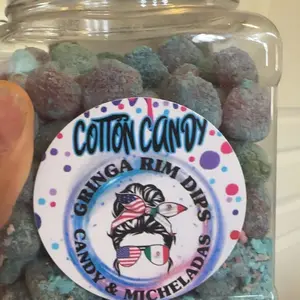 COTTON CANDY
GRINGA RIM DIPS
CANDY & MICHELADAS